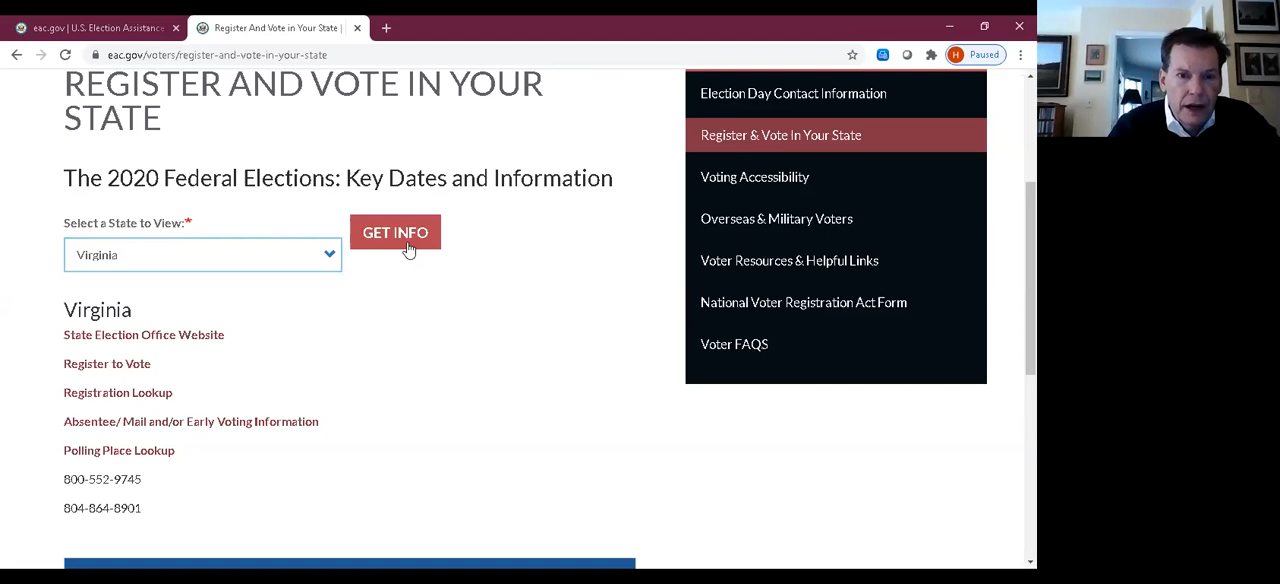 eac.gov | U.S. Election Assistance
Register And Vote in Your State |
eac.gov/voters/register-and-vote-in-your-state
H Paused
REGISTER AND VOTE IN YOUR
STATE
The 2020 Federal Elections: Key Dates and Information
Select a State to View:*
GET INFO
Virginia
Virginia
State Election Office Website
Register to Vote
Registration Lookup
Absentee/ Mail and/or Early Voting Information
Polling Place Lookup
800-552-9745
804-864-8901
Election Day Contact Information
Register & Vote In Your State
Voting Accessibility
Overseas & Military Voters
Voter Resources & Helpful Links
National Voter Registration Act Form
Voter FAQS